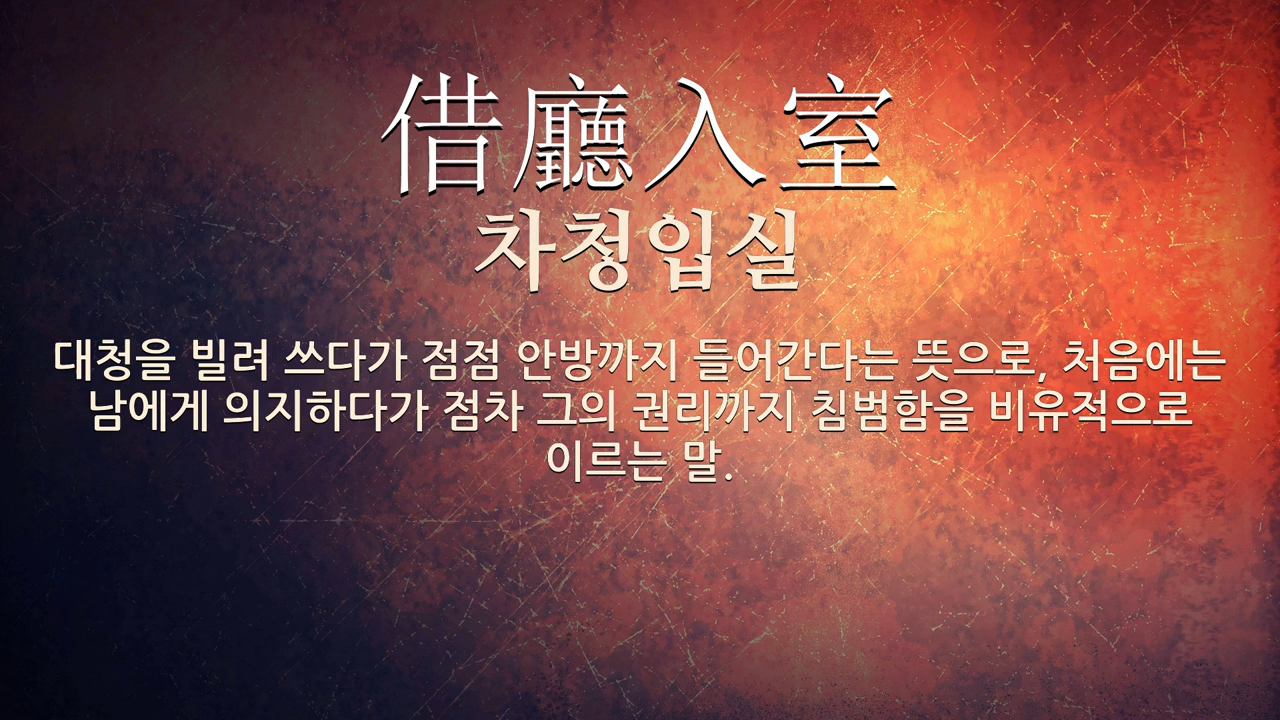 借廳入室
차청입실
대청을 빌려 쓰다가 점점 안방까지 들어간다는 뜻으로, 처음에는
남에게 의지하다가 점차 그의 권리까지 침범함을 비유적으로
이르는 말.